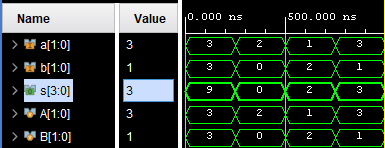 Name Value 0.000 ns 500.000 ns
a[1:0] 3 3 2 1 3
b[1:0] 1 3 0 2 1
s[3:0] 3 9 0 2 3
A[1:0] 3 3 2 1 3
B[1:0] 1 3 0 2 1